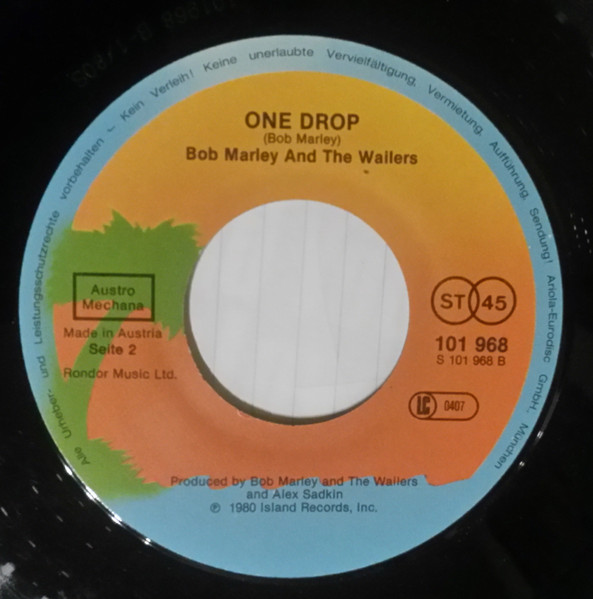 Alle Urheber- und Leistungsschutzrechte vorbehalten – Kein Verleih! Keine unerlaubte Vervielfältigung, Vermietung, Aufführung, Sendung! Ariola-Eurodisc GmbH, München
ONE DROP
(Bob Marley)
Bob Marley And The Wailers
Austro
Mechana
Made in Austria
Seite 2
Rondor Music Ltd.
ST 45
101 968
S 101 968 B
LC 0407
Produced by Bob Marley and The Wailers
and Alex Sadkin
℗ 1980 Island Records, Inc.